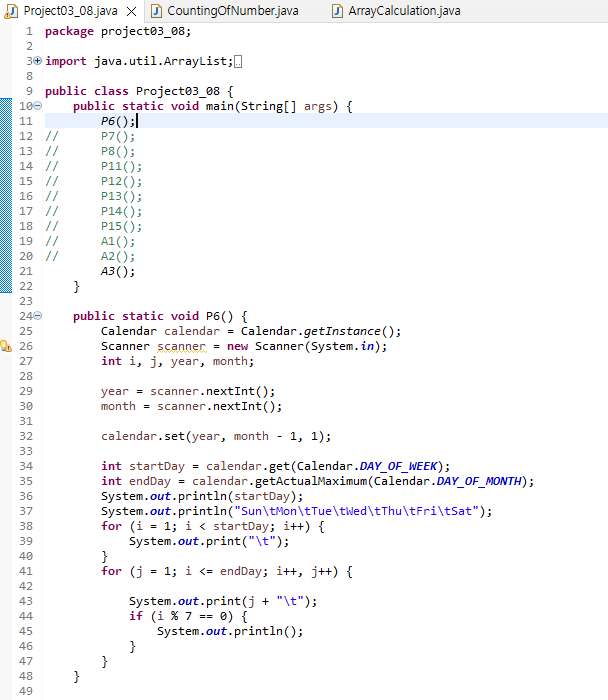 Project03_08.java CountingOfNumber.java ArrayCalculation.java
1 package project03_08;
2
3 import java.util.ArrayList;
8
9 public class Project03_08 {
10     public static void main(String[] args) {
11         P6();
12 //      P7();
13 //      P8();
14 //      P11();
15 //      P12();
16 //      P13();
17 //      P14();
18 //      P15();
19 //      A1();
20 //      A2();
21         A3();
22     }
23
24     public static void P6() {
25         Calendar calendar = Calendar.getInstance();
26         Scanner scanner = new Scanner(System.in);
27         int i, j, year, month;
28
29         year = scanner.nextInt();
30         month = scanner.nextInt();
31
32         calendar.set(year, month - 1, 1);
33
34         int startDay = calendar.get(Calendar.DAY_OF_WEEK);
35         int endDay = calendar.getActualMaximum(Calendar.DAY_OF_MONTH);
36         System.out.println(startDay);
37         System.out.println("Sun\tMon\tTue\tWed\tThu\tFri\tSat");
38         for (i = 1; i < startDay; i++) {
39             System.out.print("\t");
40         }
41         for (j = 1; i <= endDay; i++, j++) {
42
43             System.out.print(j + "\t");
44             if (i % 7 == 0) {
45                 System.out.println();
46             }
47         }
48     }
49